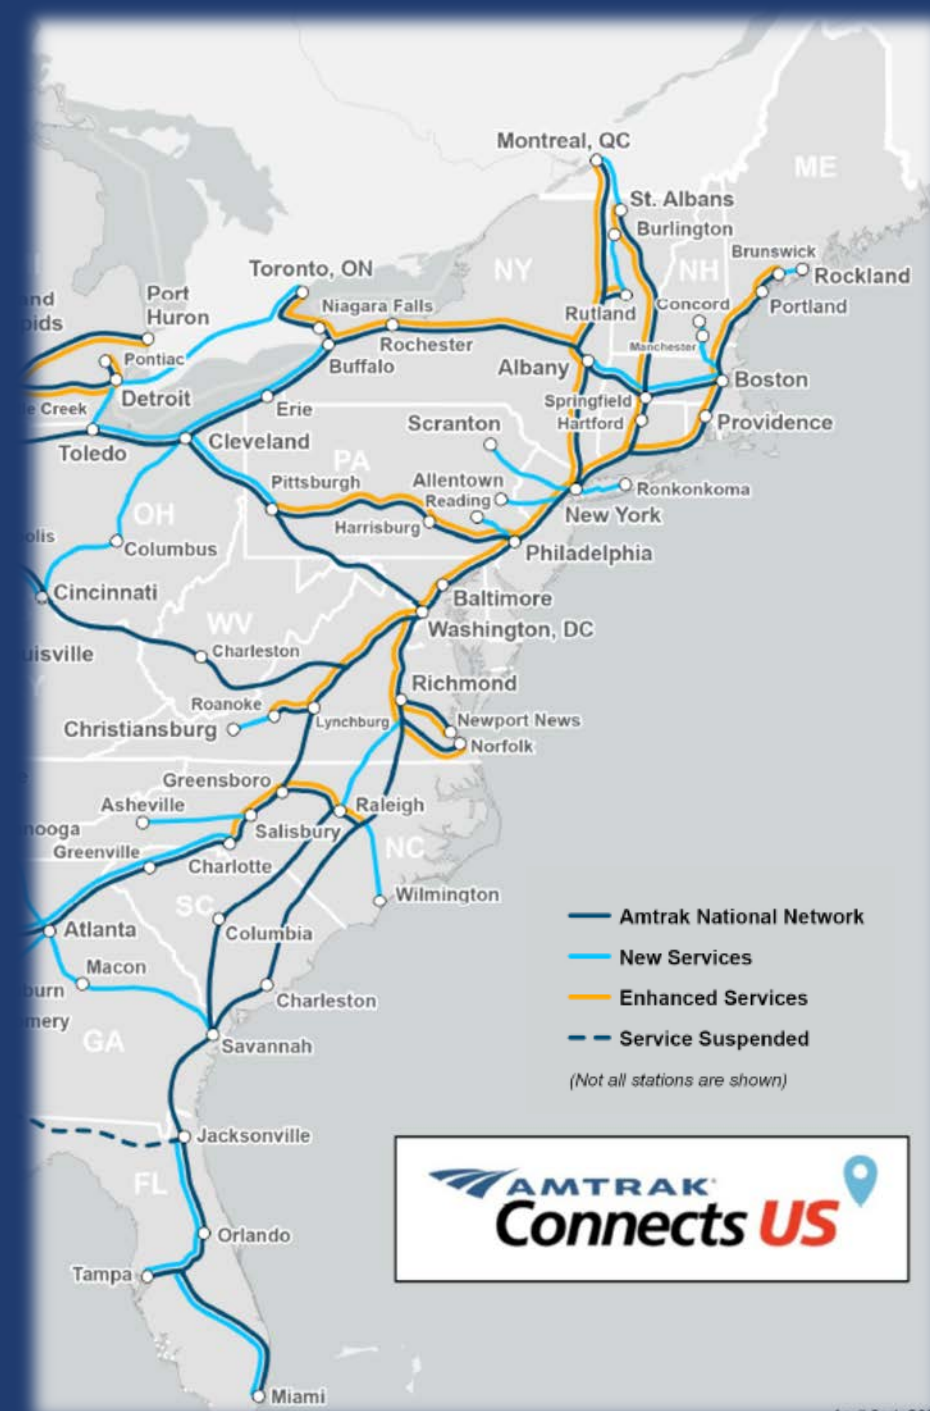 Montreal, QC
ME
St. Albans
Burlington
Brunswick
Toronto, ON
NY
NH
Rockland
Port
Huron
Niagara Falls
Rutland
Concord
Portland
Rochester
Manchester
Pontiac
Buffalo
Albany
Boston
Detroit
Creek
Erie
Springfield
Hartford
Providence
Scranton
Toledo
Cleveland
PA
Pittsburgh
Allentown
Reading
Ronkonkoma
OH
Harrisburg
New York
Columbus
Philadelphia
Cincinnati
Baltimore
WV
Washington, DC
Charleston
Richmond
Roanoke
Christiansburg
Lynchburg
Newport News
Norfolk
Greensboro
Asheville
Raleigh
Salisbury
Greenville
Charlotte
NC
SC
Wilmington
Atlanta
Columbia
Macon
Charleston
GA
Savannah
Jacksonville
FL
Orlando
Tampa
Miami
Amtrak National Network
New Services
Enhanced Services
Service Suspended
(Not all stations are shown)
AMTRAK
Connects US